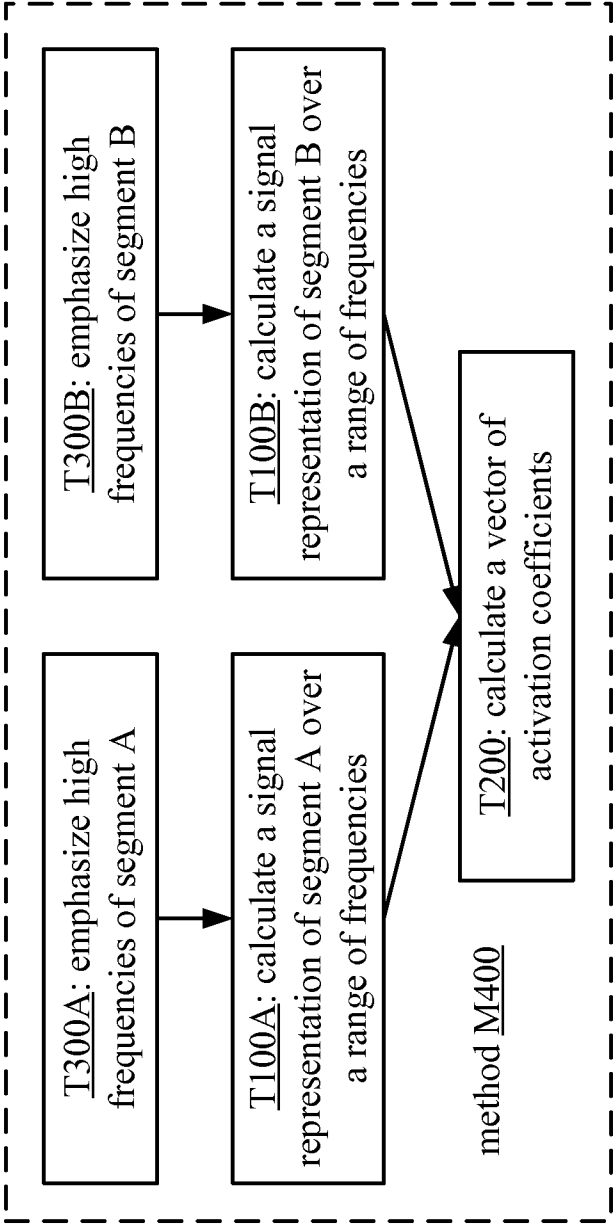 T300A: emphasize high
frequencies of segment A
T300B: emphasize high
frequencies of segment B
T100A: calculate a signal
representation of segment A over
a range of frequencies
T100B: calculate a signal
representation of segment B over
a range of frequencies
T200: calculate a vector of
activation coefficients
method M400